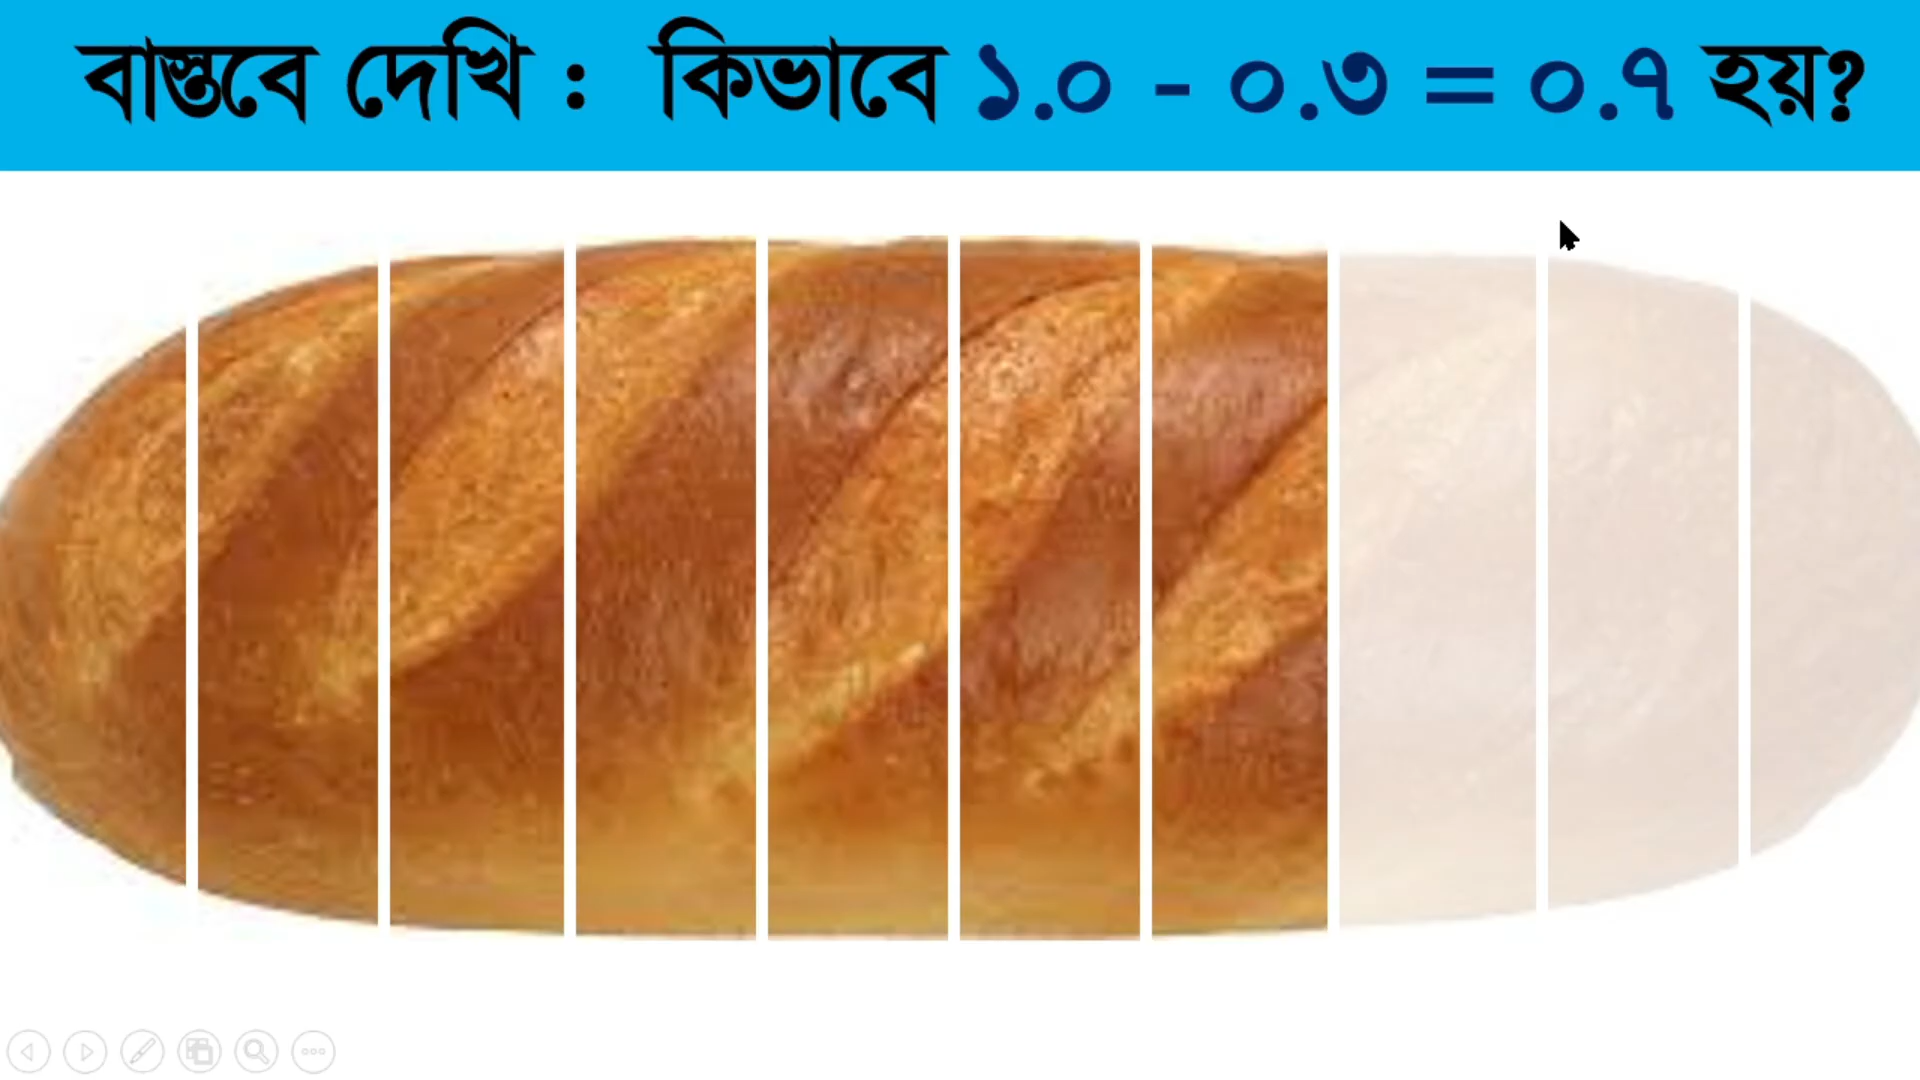 বাস্তবে দেখি : কিভাবে ১.০ - ০.৩ = ০.৭ হয়?